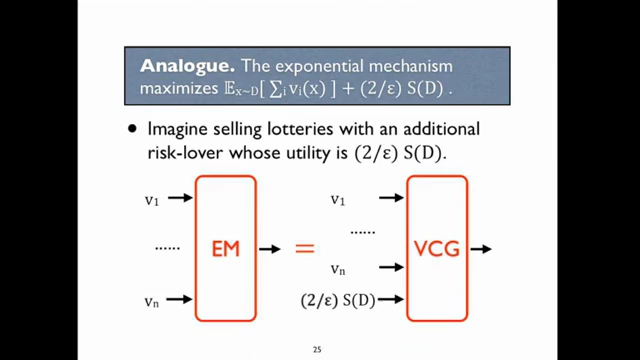 Analogue. The exponential mechanism
maximizes 𝔼x~D[ ∑i vi(x) ] + (2/ε) S(D) .
• Imagine selling lotteries with an additional
risk-lover whose utility is (2/ε) S(D).
v1
v1
......
......
EM
=
VCG
vn
vn
(2/ε) S(D)
25